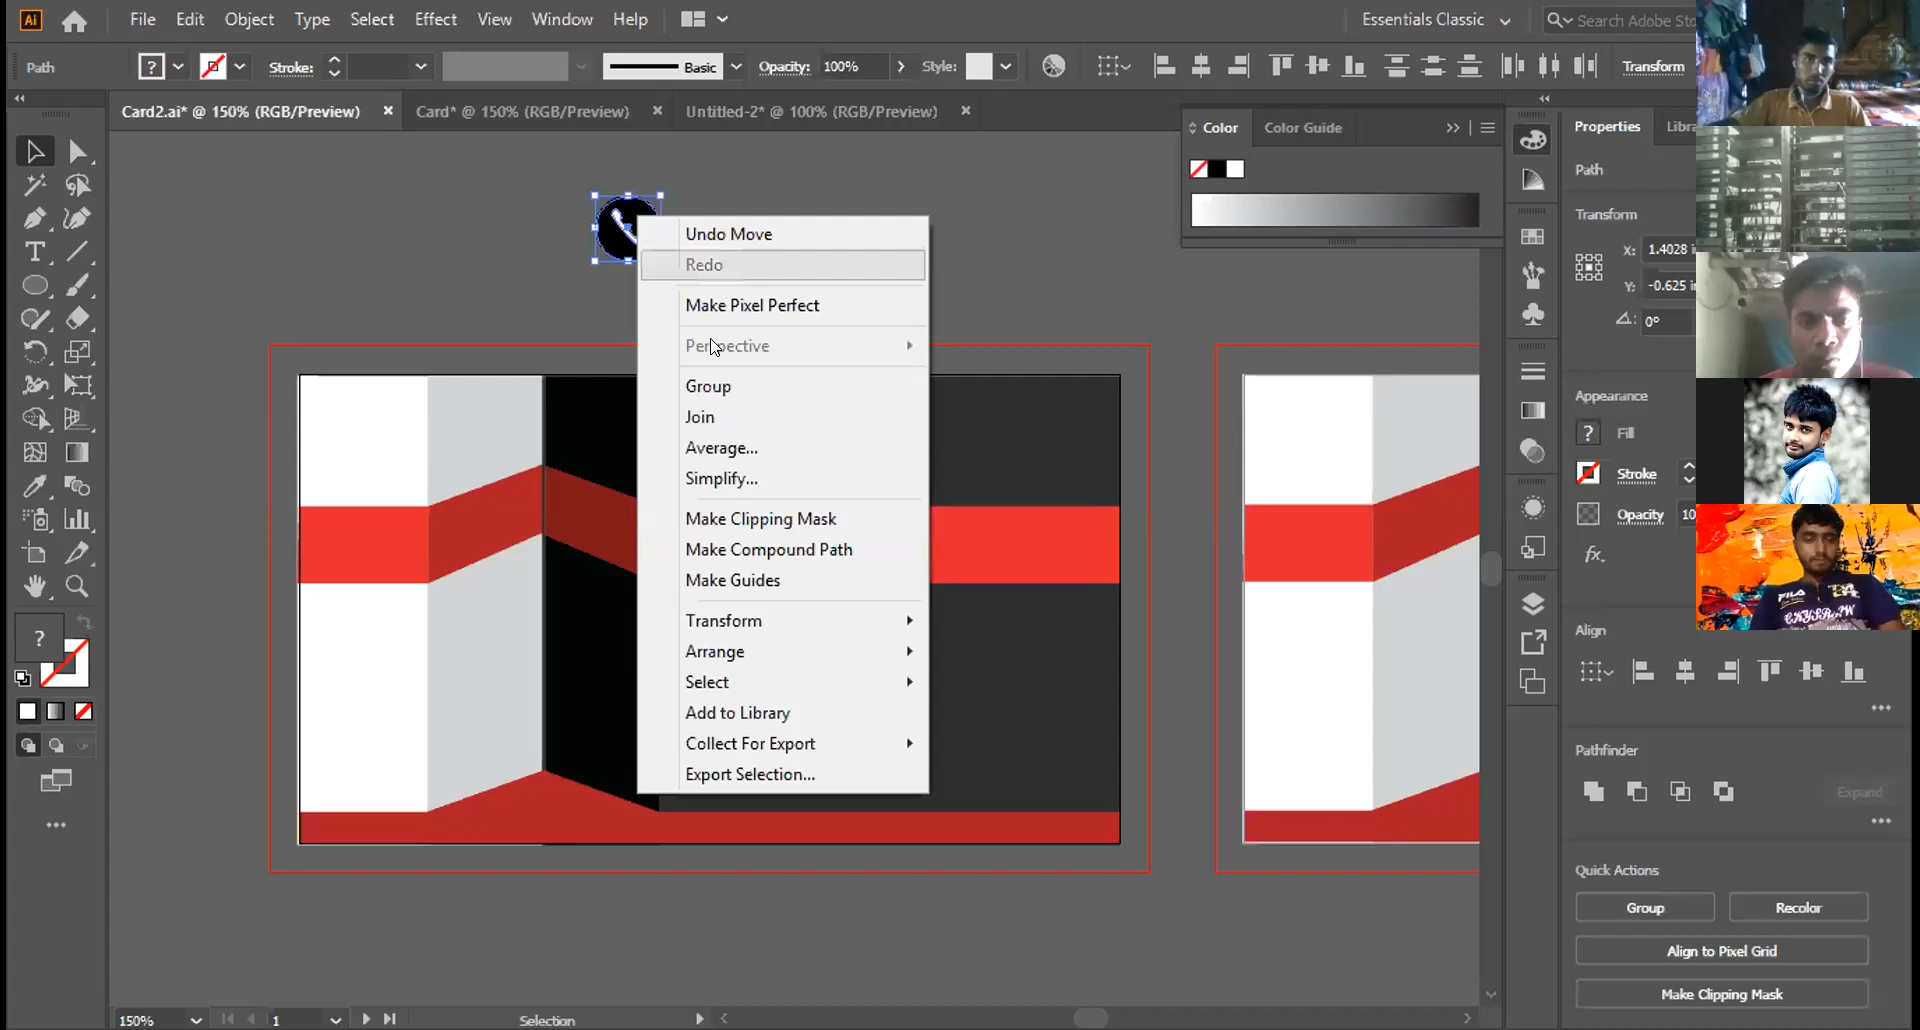 Ai File Edit Object Type Select Effect View Window Help Essentials Classic Search Adobe Sto
Path ? Stroke: Basic Opacity: 100% Style: Transform
Card2.ai* @ 150% (RGB/Preview) × Card* @ 150% (RGB/Preview) × Untitled-2* @ 100% (RGB/Preview) ×
Color Color Guide
Properties Libra
Path
Transform
X: 1.4028 in
Y: -0.625 in
0°
Appearance
? Fill
Stroke
Opacity 10
fx.
Align
Pathfinder
Expand
Quick Actions
Group Recolor
Align to Pixel Grid
Make Clipping Mask
Undo Move
Redo
Make Pixel Perfect
Perspective
Group
Join
Average...
Simplify...
Make Clipping Mask
Make Compound Path
Make Guides
Transform
Arrange
Select
Add to Library
Collect For Export
Export Selection...
?
FILA
150% 1 Selection